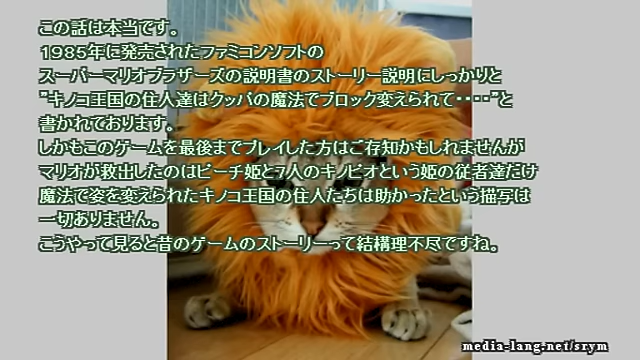 この話は本当です。
1985年に発売されたファミコンソフトの
スーパーマリオブラザーズの説明書のストーリー説明にしっかりと
"キノコ王国の住人達はクッパの魔法でブロック変えられて・・・・"と
書かれております。
しかもこのゲームを最後までプレイした方はご存知かもしれませんが
マリオが救出したのはピーチ姫と7人のキノピオという姫の従者達だけ
魔法で姿を変えられたキノコ王国の住人たちは助かったという描写は
一切ありません。
こうやって見ると昔のゲームのストーリーって結構理不尽ですね。
media-lang.net/srym